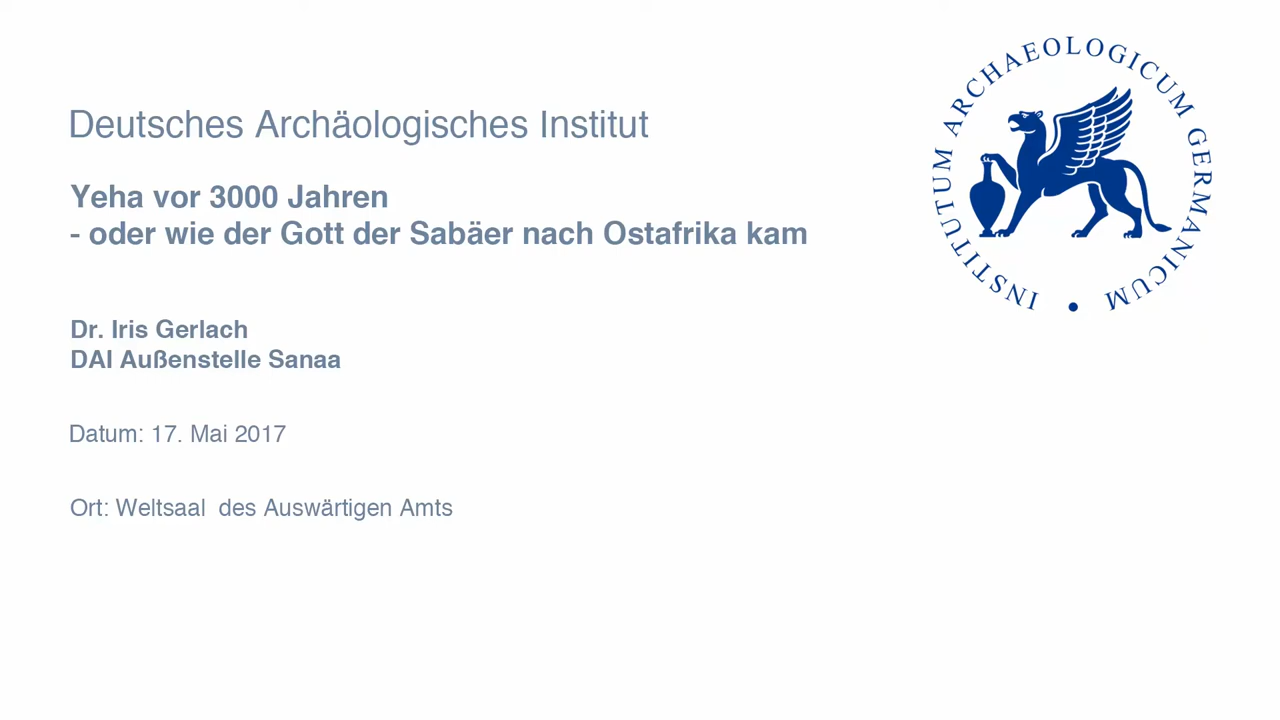 Deutsches Archäologisches Institut
Yeha vor 3000 Jahren
- oder wie der Gott der Sabäer nach Ostafrika kam
Dr. Iris Gerlach
DAI Außenstelle Sanaa
Datum: 17. Mai 2017
Ort: Weltsaal des Auswärtigen Amts
INSTITUTUM ARCHAEOLOGICUM GERMANICUM •